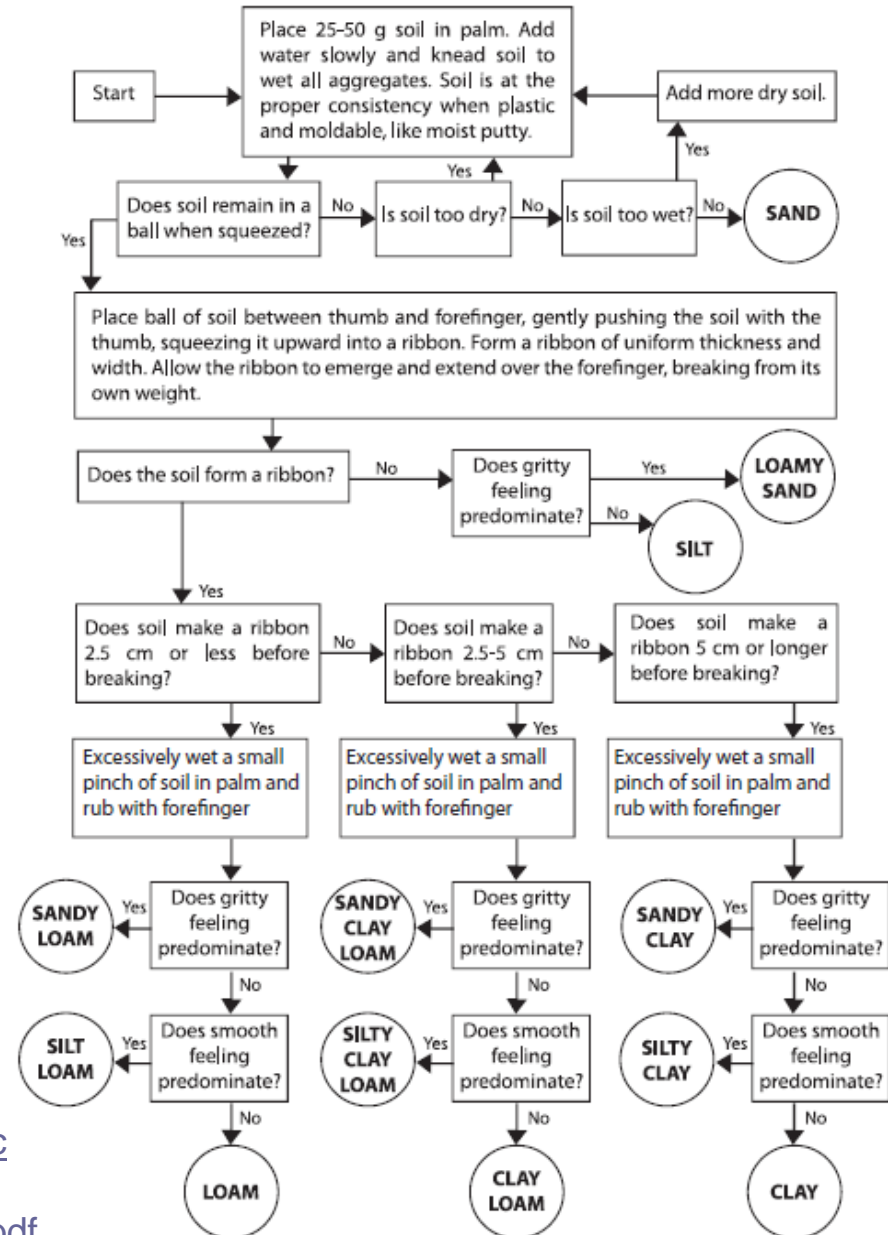 Place 25-50 g soil in palm. Add
water slowly and knead soil to
wet all aggregates. Soil is at the
proper consistency when plastic
and moldable, like moist putty.
Start
Add more dry soil.
Yes
Yes
Does soil remain in a
ball when squeezed?
No
Is soil too dry?
No
Is soil too wet?
No
SAND
Yes
Place ball of soil between thumb and forefinger, gently pushing the soil with the
thumb, squeezing it upward into a ribbon. Form a ribbon of uniform thickness and
width. Allow the ribbon to emerge and extend over the forefinger, breaking from its
own weight.
Does the soil form a ribbon?
No
Does gritty
feeling
predominate?
Yes
LOAMY
SAND
No
SILT
Yes
Does soil make a ribbon
2.5 cm or less before
breaking?
No
Does soil make a
ribbon 2.5-5 cm
before breaking?
No
Does soil make a
ribbon 5 cm or longer
before breaking?
Yes
Yes
Yes
Excessively wet a small
pinch of soil in palm and
rub with forefinger
Excessively wet a small
pinch of soil in palm and
rub with forefinger
Excessively wet a small
pinch of soil in palm and
rub with forefinger
SANDY
LOAM
Yes
Does gritty
feeling
predominate?
SANDY
CLAY
LOAM
Yes
Does gritty
feeling
predominate?
SANDY
CLAY
Yes
Does gritty
feeling
predominate?
No
No
No
SILT
LOAM
Yes
Does smooth
feeling
predominate?
SILTY
CLAY
LOAM
Yes
Does smooth
feeling
predominate?
SILTY
CLAY
Yes
Does smooth
feeling
predominate?
No
No
No
c
LOAM
CLAY
LOAM
CLAY
pdf